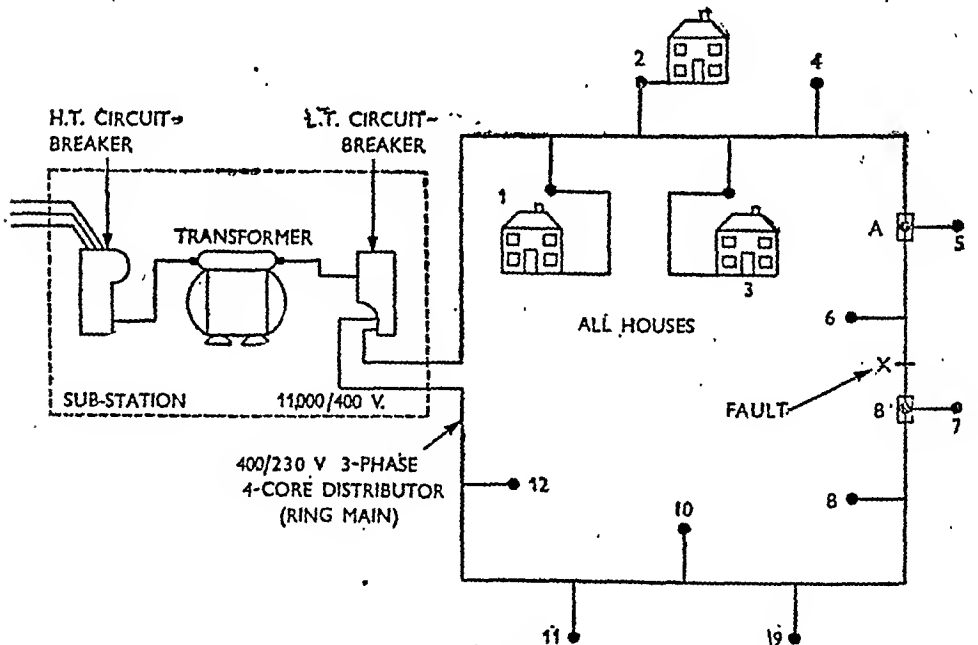 H.T. CIRCUIT-
BREAKER
L.T. CIRCUIT-
BREAKER
TRANSFORMER
SUB-STATION
11,000/400 V.
400/230 V 3-PHASE
4-CORE DISTRIBUTOR
(RING MAIN)
ALL HOUSES
FAULT
X
A
B
1
2
3
4
5
6
7
8
9
10
11
12